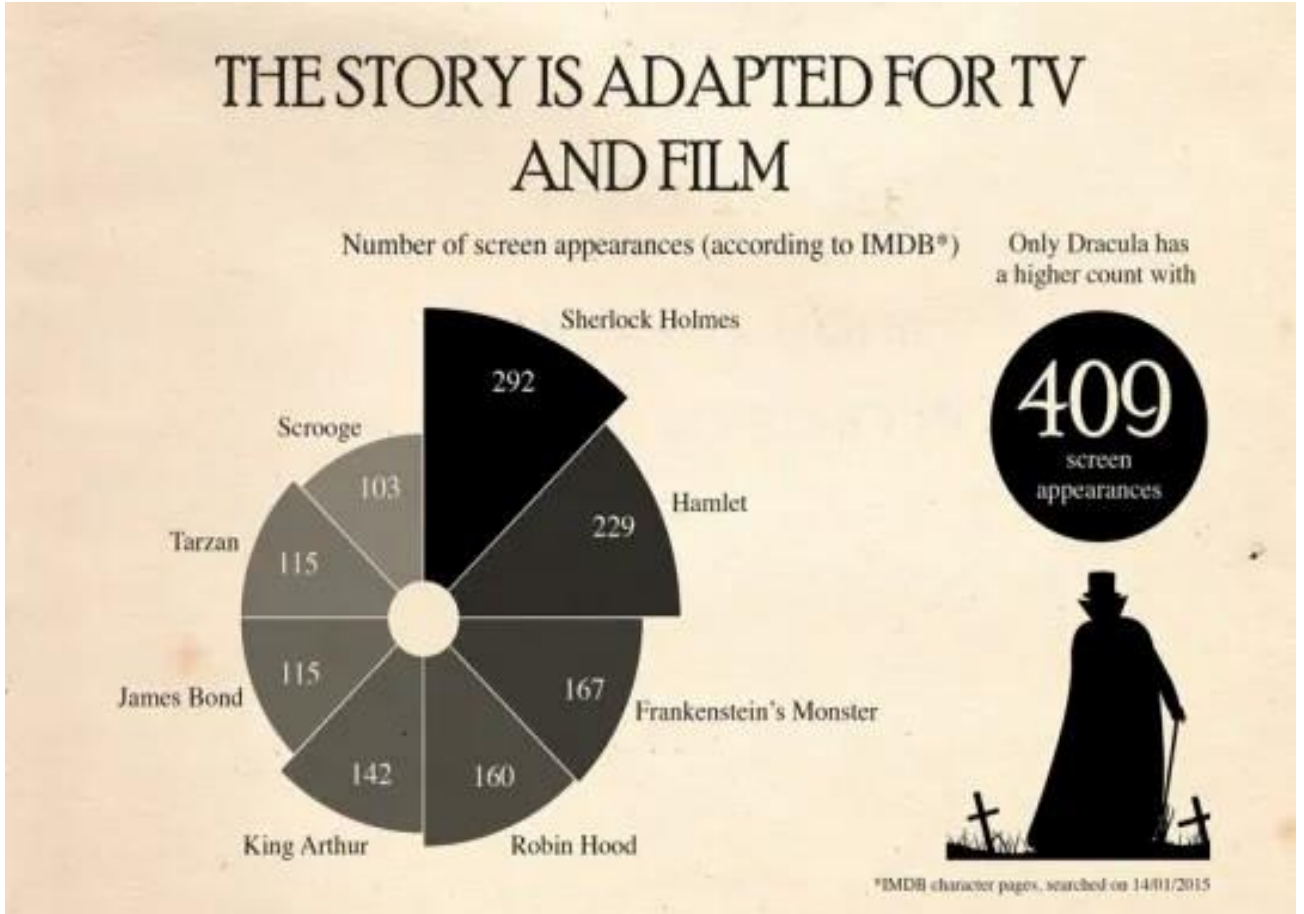 THE STORY IS ADAPTED FOR TV
AND FILM
Number of screen appearances (according to IMDB*)
Only Dracula has
a higher count with
409
screen
appearances
Sherlock Holmes
292
Hamlet
229
Frankenstein's Monster
167
Robin Hood
160
King Arthur
142
James Bond
115
Tarzan
115
Scrooge
103
*IMDB character pages, searched on 14/01/2015